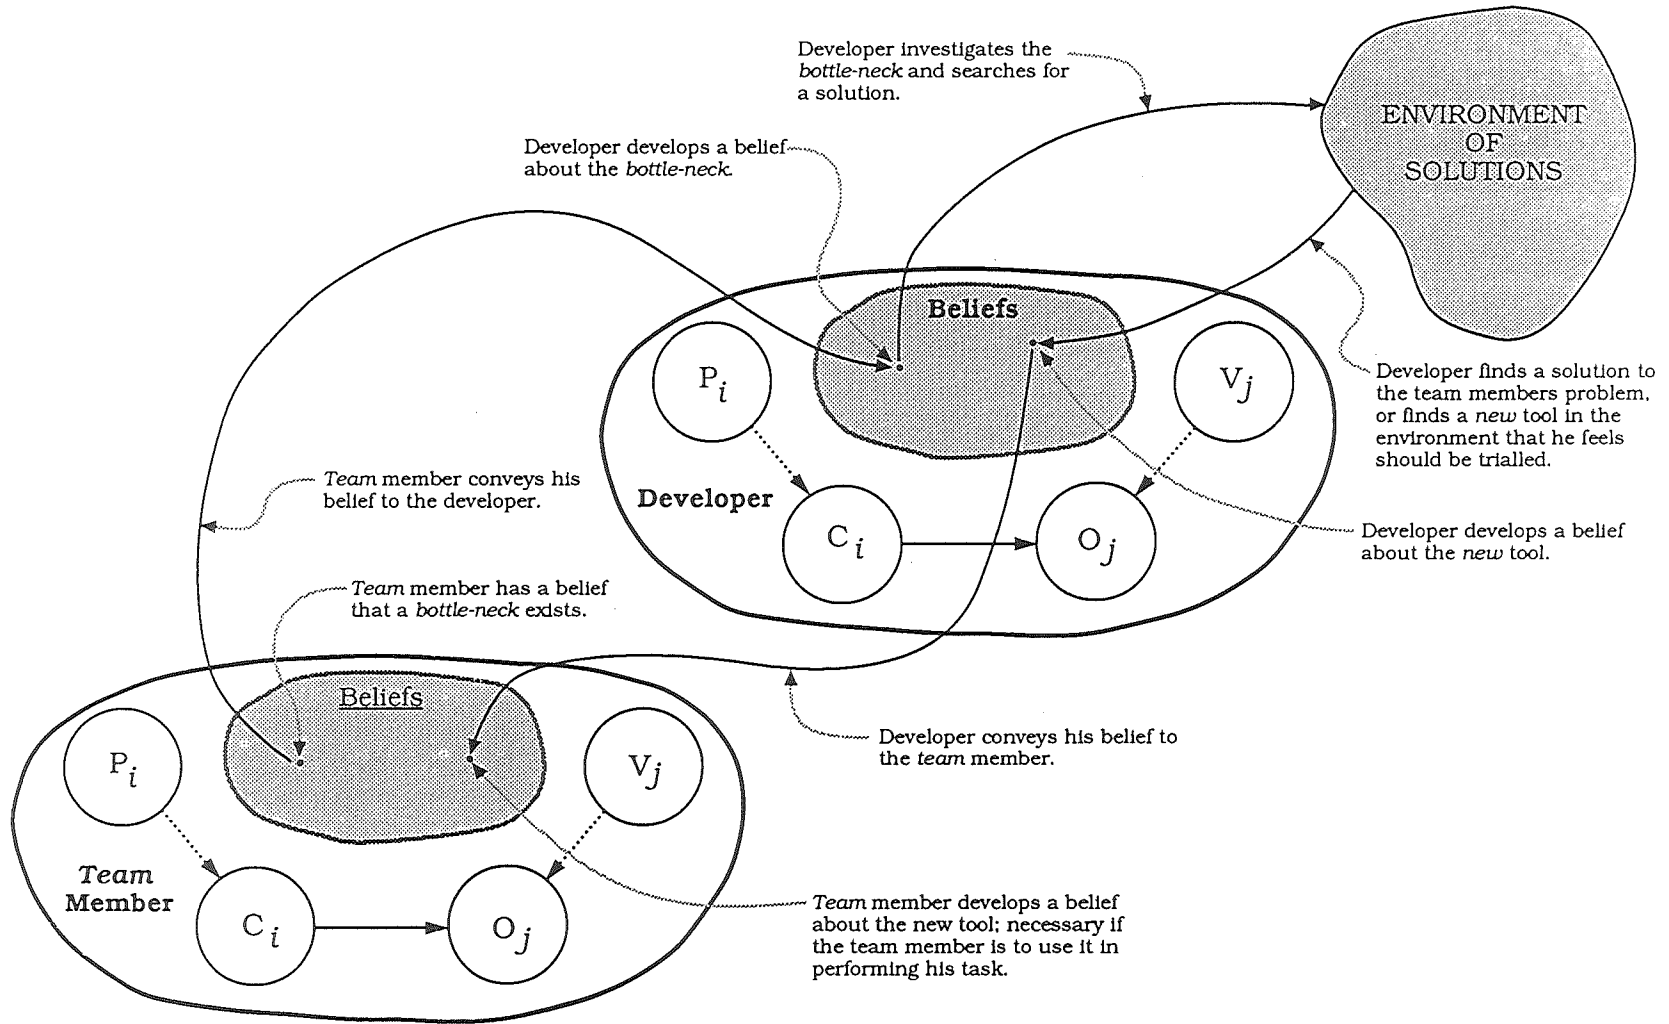 Developer investigates the
bottle-neck and searches for
a solution.
ENVIRONMENT
OF
SOLUTIONS
Developer develops a belief
about the bottle-neck.
Beliefs
Pi
Vj
Developer finds a solution to
the team members problem,
or finds a new tool in the
environment that he feels
should be trialled.
Team member conveys his
belief to the developer.
Developer
Ci
Oj
Developer develops a belief
about the new tool.
Team member has a belief
that a bottle-neck exists.
Beliefs
Pi
Vj
Developer conveys his belief to
the team member.
Team
Member
Ci
Oj
Team member develops a belief
about the new tool; necessary if
the team member is to use it in
performing his task.